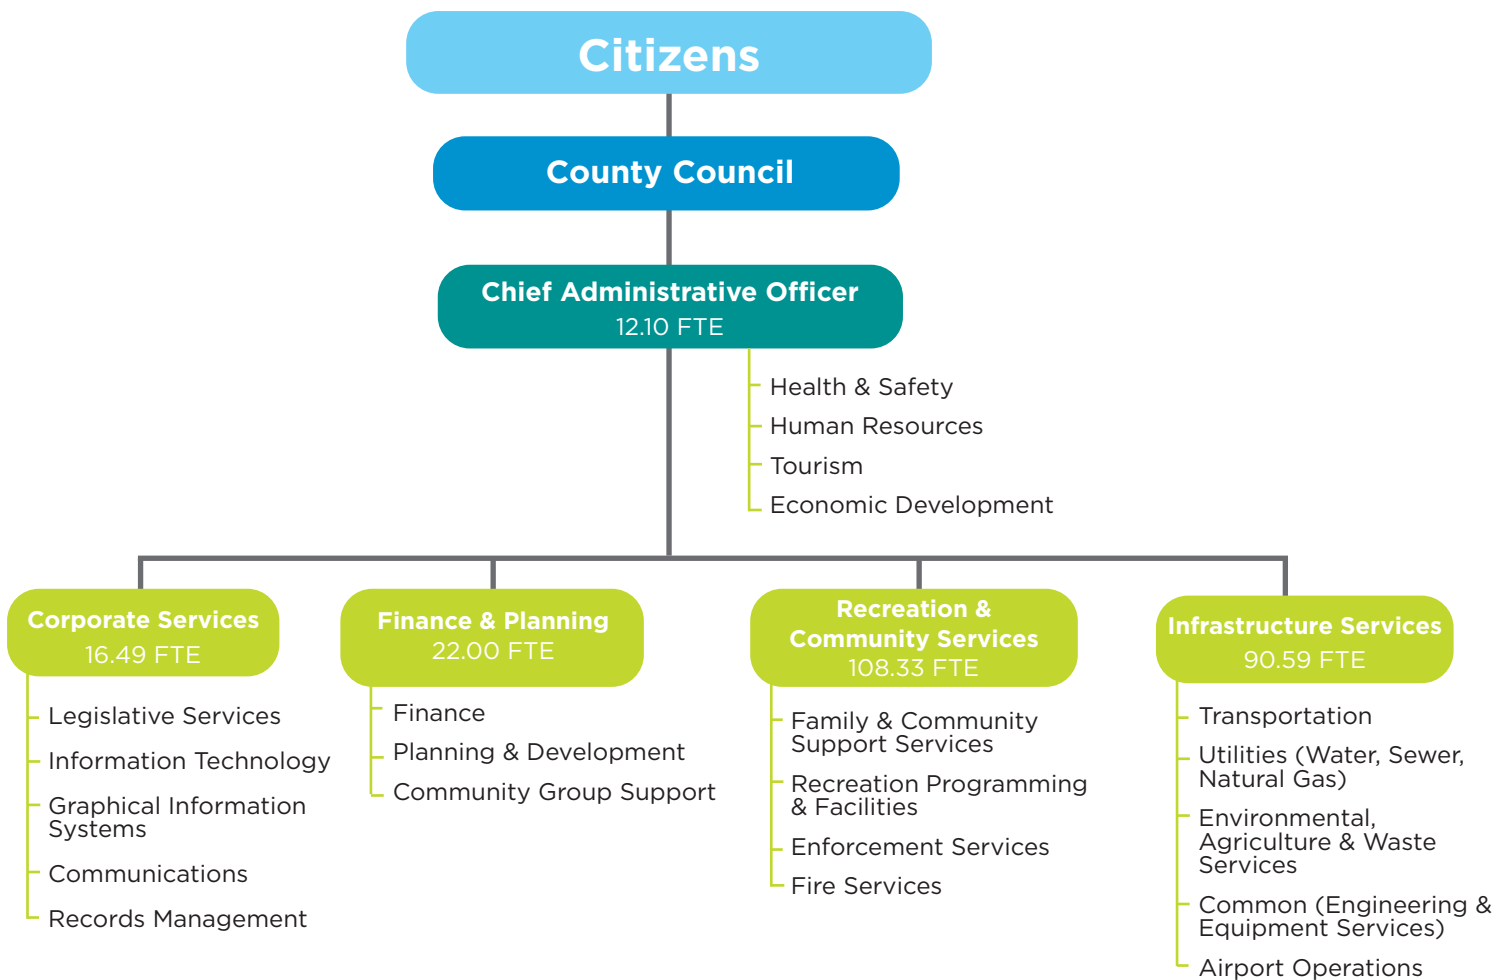 Citizens
County Council
Chief Administrative Officer
12.10 FTE
Health & Safety
Human Resources
Tourism
Economic Development
Corporate Services
16.49 FTE
Legislative Services
Information Technology
Graphical Information
Systems
Communications
Records Management
Finance & Planning
22.00 FTE
Finance
Planning & Development
Community Group Support
Recreation &
Community Services
108.33 FTE
Family & Community
Support Services
Recreation Programming
& Facilities
Enforcement Services
Fire Services
Infrastructure Services
90.59 FTE
Transportation
Utilities (Water, Sewer,
Natural Gas)
Environmental,
Agriculture & Waste
Services
Common (Engineering &
Equipment Services)
Airport Operations